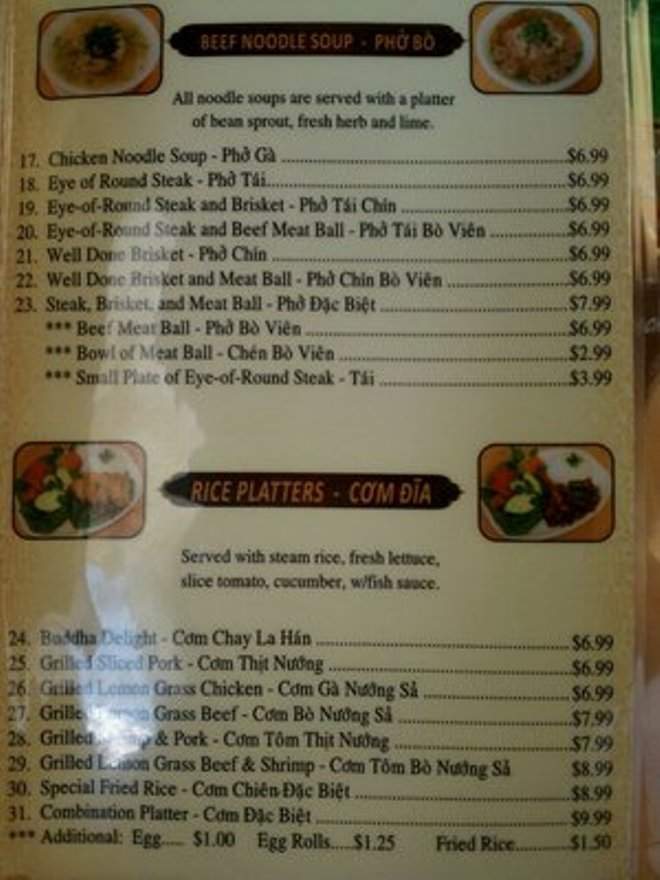 BEEF NOODLE SOUP - PHỞ BÒ
All noodle soups are served with a platter
of bean sprout, fresh herb and lime.
17. Chicken Noodle Soup - Phở Gà ........ $6.99
18. Eye of Round Steak - Phở Tái ........ $6.99
19. Eye-of-Round Steak and Brisket - Phở Tái Chín ........ $6.99
20. Eye-of-Round Steak and Beef Meat Ball - Phở Tái Bò Viên ........ $6.99
21. Well Done Brisket - Phở Chín ........ $6.99
22. Well Done Brisket and Meat Ball - Phở Chín Bò Viên ........ $6.99
23. Steak, Brisket, and Meat Ball - Phở Đặc Biệt ........ $7.99
*** Beef Meat Ball - Phở Bò Viên ........ $6.99
*** Bowl of Meat Ball - Chén Bò Viên ........ $2.99
*** Small Plate of Eye-of-Round Steak - Tái ........ $3.99
RICE PLATTERS - CƠM ĐĨA
Served with steam rice, fresh lettuce,
slice tomato, cucumber, w/fish sauce.
24. Buddha Delight - Cơm Chay La Hán ........ $6.99
25. Grilled Sliced Pork - Cơm Thịt Nướng ........ $6.99
26. Grilled Lemon Grass Chicken - Cơm Gà Nướng Sả ........ $6.99
27. Grilled Lemon Grass Beef - Cơm Bò Nướng Sả ........ $7.99
28. Grilled Shrimp & Pork - Cơm Tôm Thịt Nướng ........ $7.99
29. Grilled Lemon Grass Beef & Shrimp - Cơm Tôm Bò Nướng Sả $8.99
30. Special Fried Rice - Cơm Chiên Đặc Biệt ........ $8.99
31. Combination Platter - Cơm Đặc Biệt ........ $9.99
*** Additional: Egg..... $1.00 Egg Rolls.....$1.25 Fried Rice...........$1.50